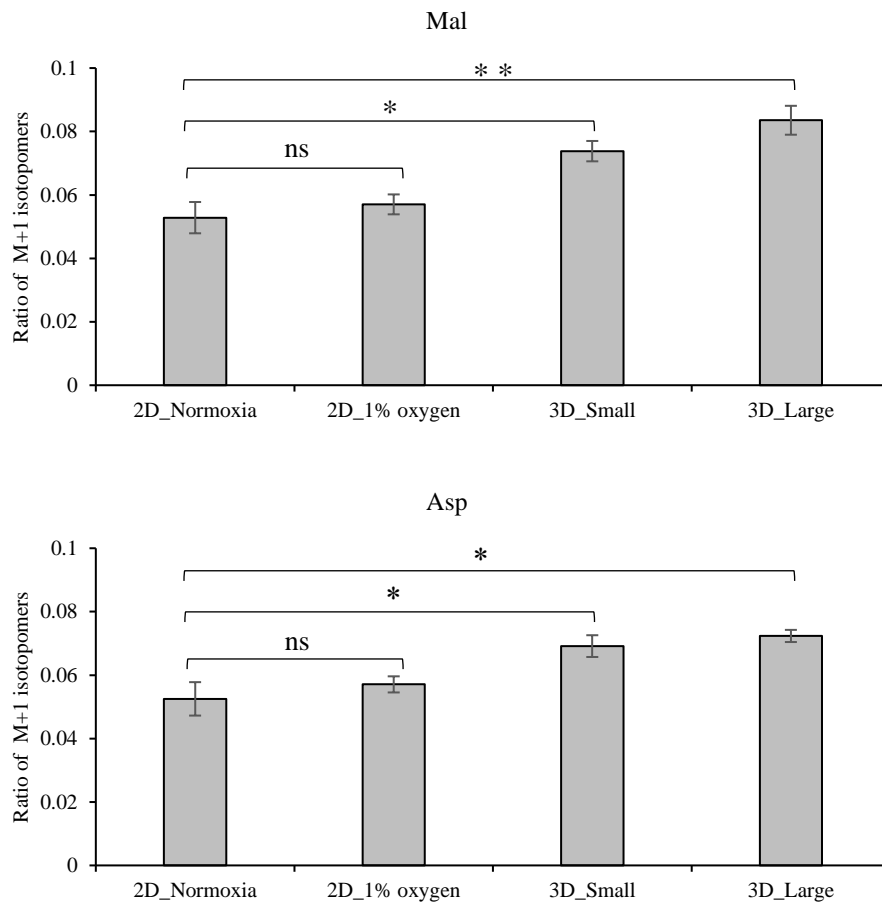 Mal
Ratio of M+1 isotopomers
0.1
0.08
0.06
0.04
0.02
0
* *
*
ns
2D_Normoxia 2D_1% oxygen 3D_Small 3D_Large
Asp
Ratio of M+1 isotopomers
0.1
0.08
0.06
0.04
0.02
0
*
*
ns
2D_Normoxia 2D_1% oxygen 3D_Small 3D_Large